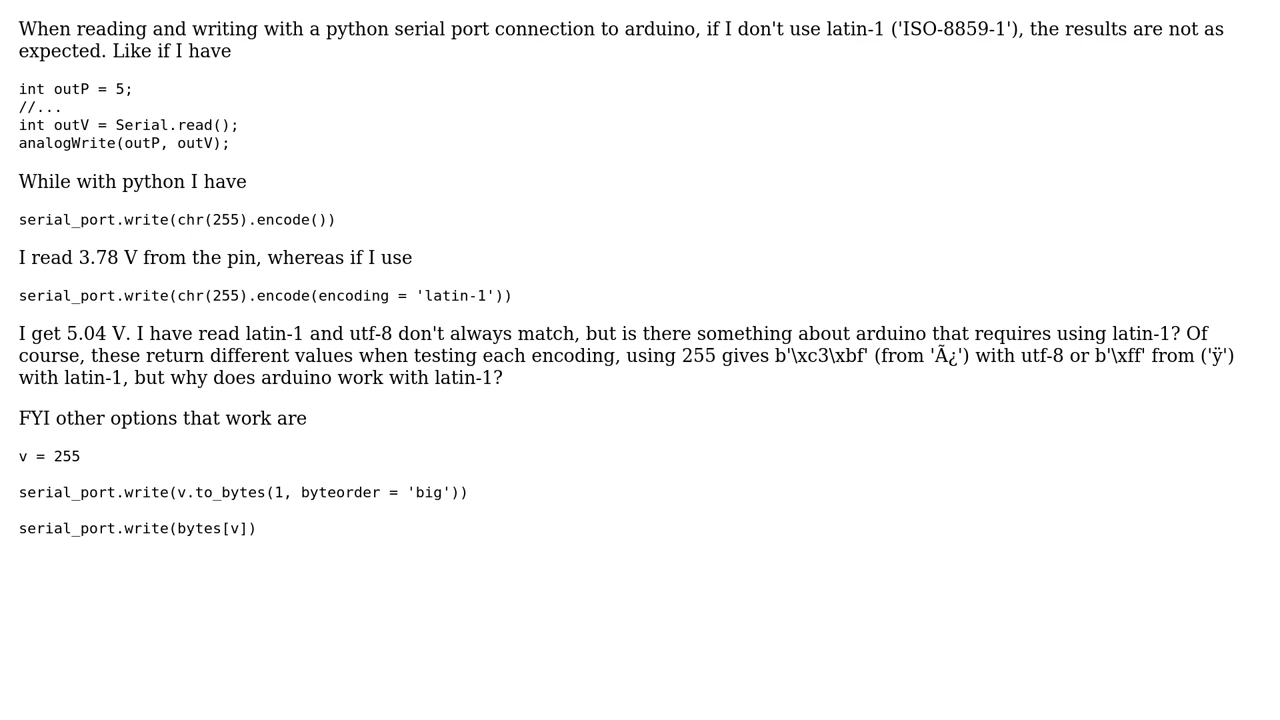 When reading and writing with a python serial port connection to arduino, if I don't use latin-1 ('ISO-8859-1'), the results are not as
expected. Like if I have
int outP = 5;
//...
int outV = Serial.read();
analogWrite(outP, outV);
While with python I have
serial_port.write(chr(255).encode())
I read 3.78 V from the pin, whereas if I use
serial_port.write(chr(255).encode(encoding = 'latin-1'))
I get 5.04 V. I have read latin-1 and utf-8 don't always match, but is there something about arduino that requires using latin-1? Of
course, these return different values when testing each encoding, using 255 gives b'\xc3\xbf' (from 'Ã¿') with utf-8 or b'\xff' from ('ÿ')
with latin-1, but why does arduino work with latin-1?
FYI other options that work are
v = 255
serial_port.write(v.to_bytes(1, byteorder = 'big'))
serial_port.write(bytes[v])